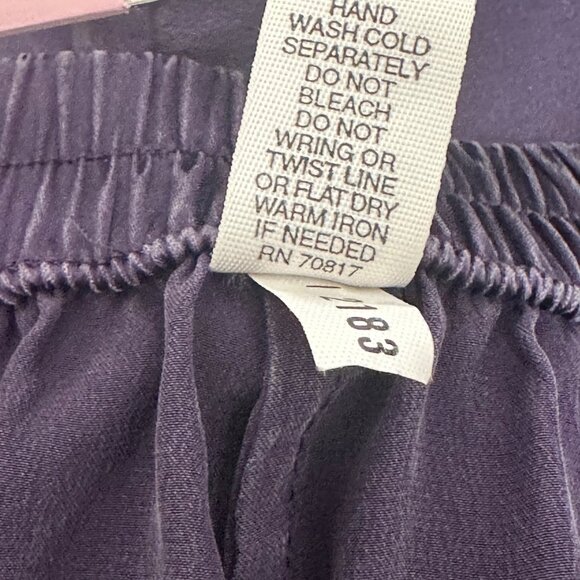 HAND
WASH COLD
SEPARATELY
DO NOT
BLEACH
DO NOT
WRING OR
TWIST LINE
OR FLAT DRY
WARM IRON
IF NEEDED
RN 70817
2183